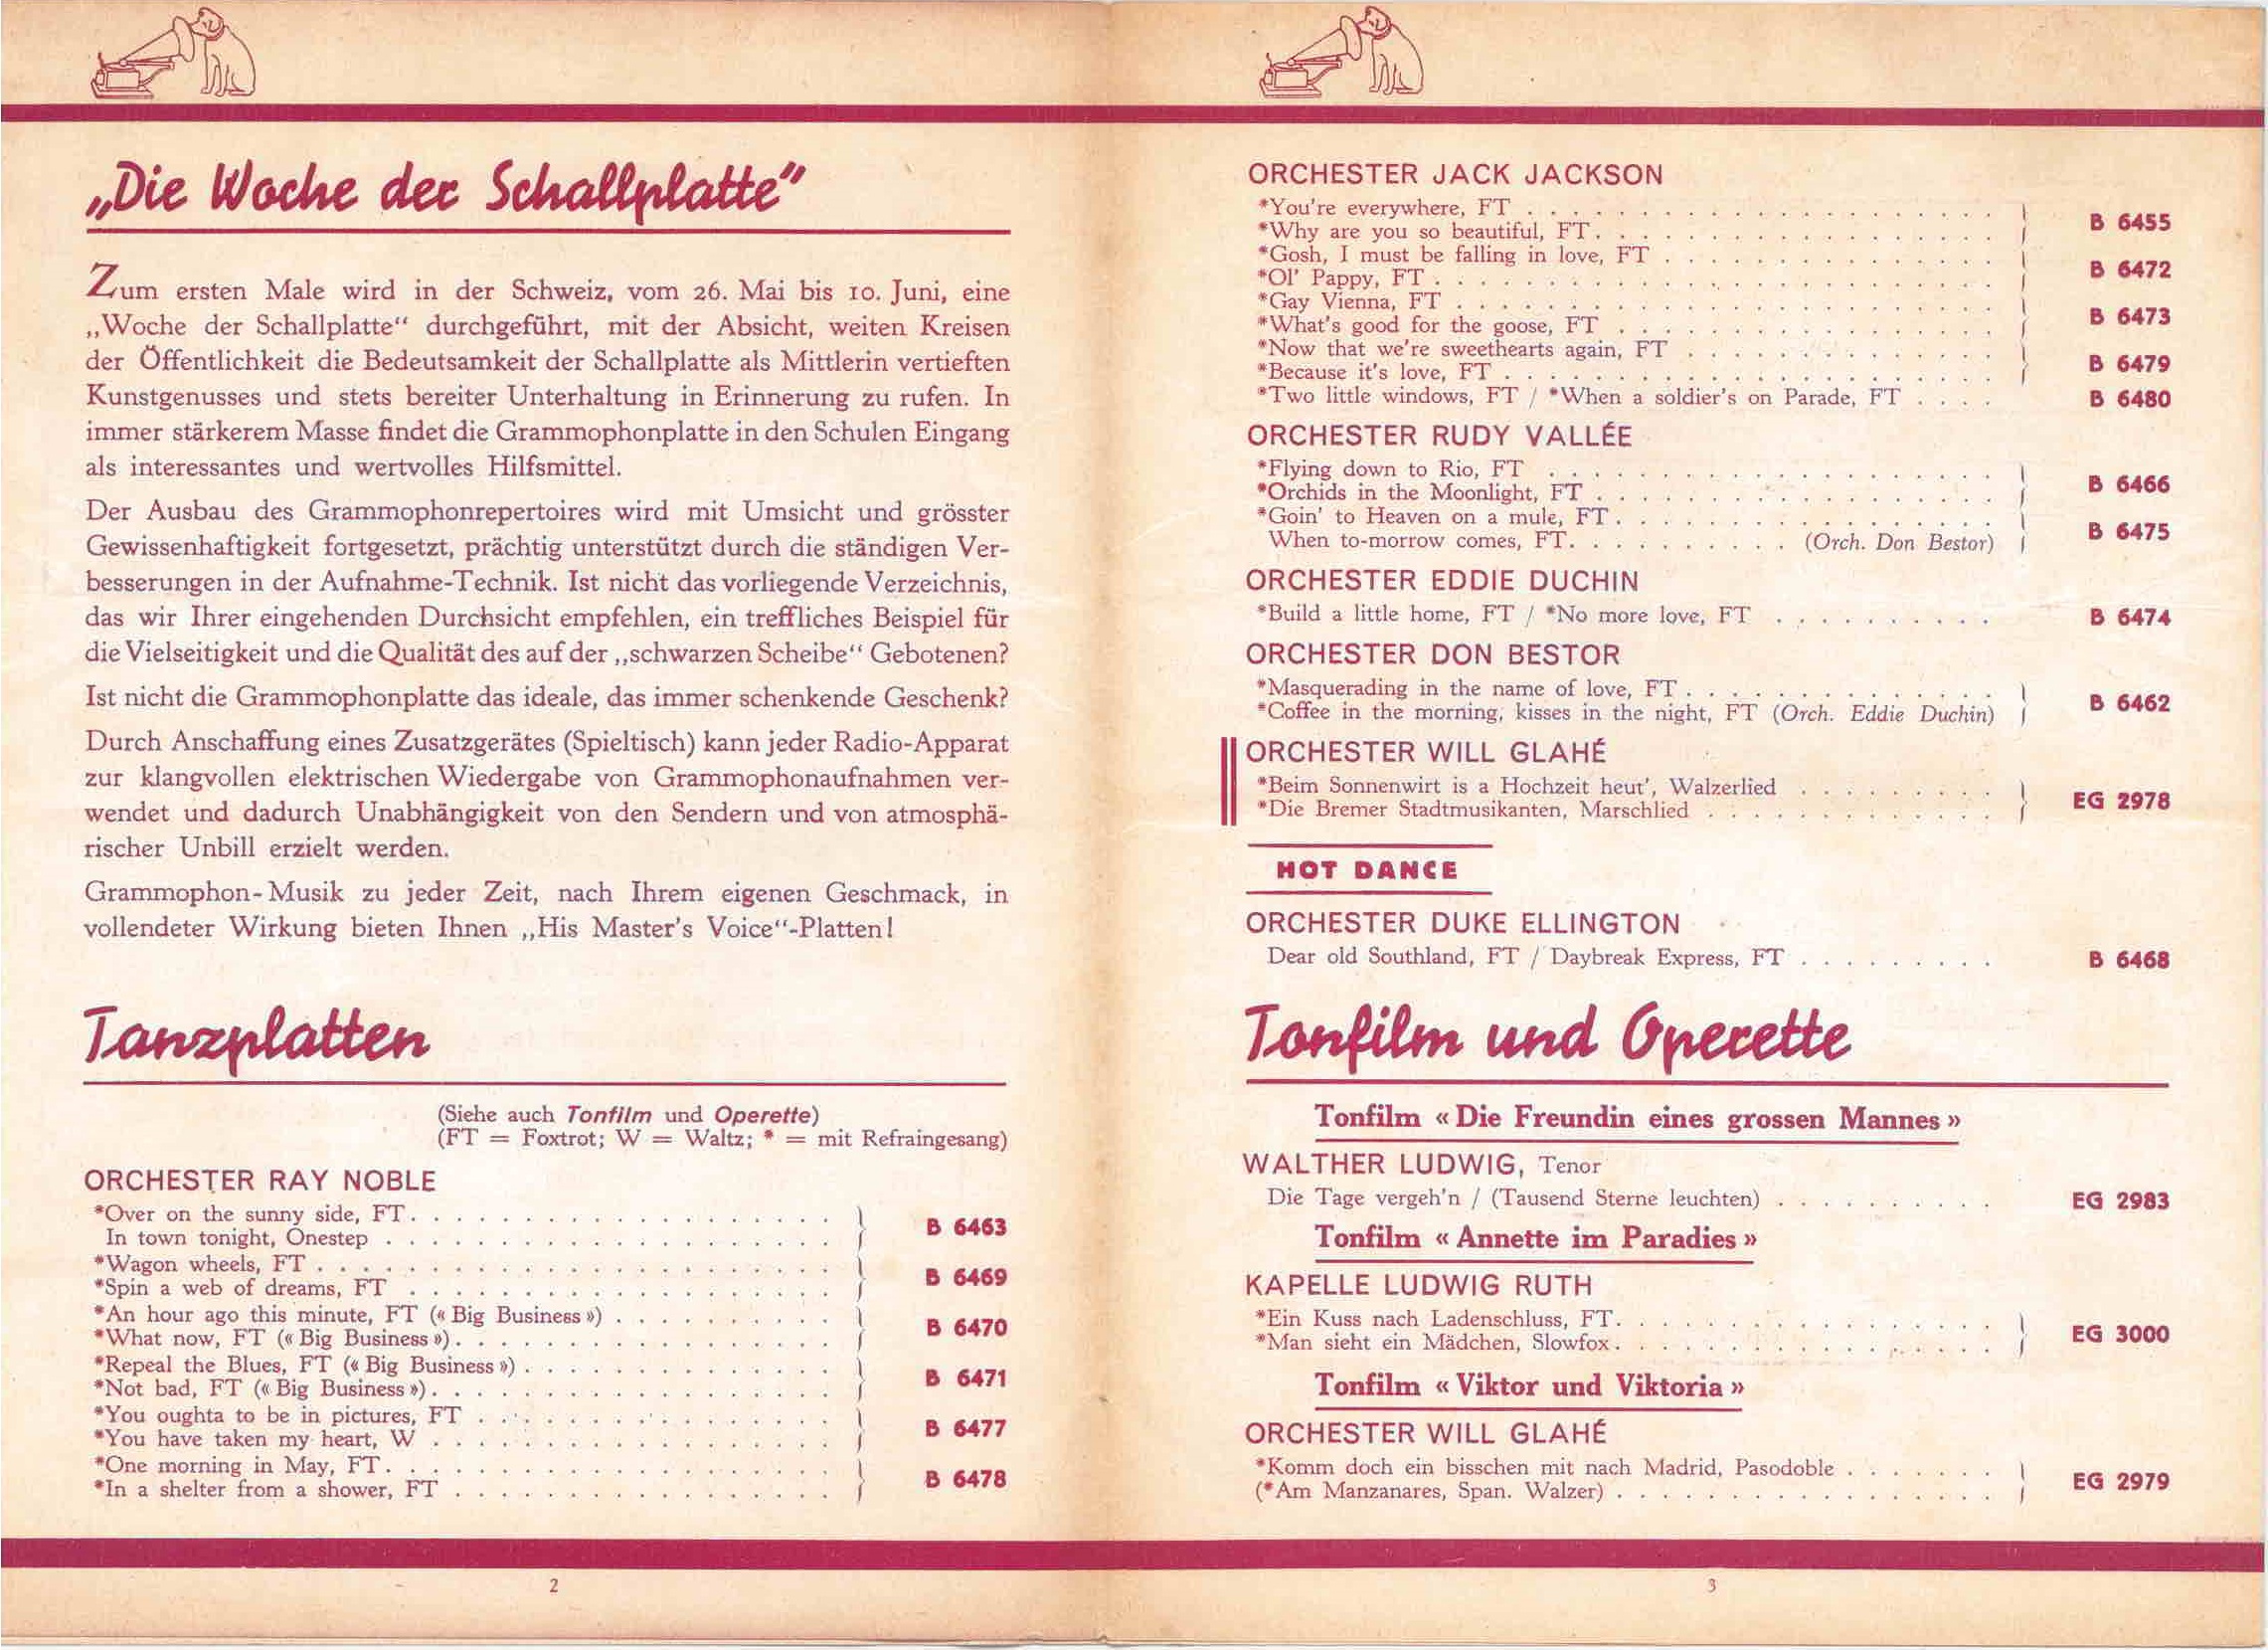 „Die Woche der Schallplatte"
Zum ersten Male wird in der Schweiz, vom 26. Mai bis 10. Juni, eine
„Woche der Schallplatte“ durchgeführt, mit der Absicht, weiten Kreisen
der Öffentlichkeit die Bedeutsamkeit der Schallplatte als Mittlerin vertieften
Kunstgenusses und stets bereiter Unterhaltung in Erinnerung zu rufen. In
immer stärkerem Masse findet die Grammophonplatte in den Schulen Eingang
als interessantes und wertvolles Hilfsmittel.
Der Ausbau des Grammophonrepertoires wird mit Umsicht und grösster
Gewissenhaftigkeit fortgesetzt, prächtig unterstützt durch die ständigen Ver-
besserungen in der Aufnahme-Technik. Ist nicht das vorliegende Verzeichnis,
das wir Ihrer eingehenden Durchsicht empfehlen, ein treffliches Beispiel für
die Vielseitigkeit und die Qualität des auf der „schwarzen Scheibe“ Gebotenen?
Ist nicht die Grammophonplatte das ideale, das immer schenkende Geschenk?
Durch Anschaffung eines Zusatzgerätes (Spieltisch) kann jeder Radio-Apparat
zur klangvollen elektrischen Wiedergabe von Grammophonaufnahmen ver-
wendet und dadurch Unabhängigkeit von den Sendern und von atmosphä-
rischer Unbill erzielt werden.
Grammophon-Musik zu jeder Zeit, nach Ihrem eigenen Geschmack, in
vollendeter Wirkung bieten Ihnen „His Master's Voice“-Platten!
Tanzplatten
(Siehe auch Tonfilm und Operette)
(FT = Foxtrot; W = Waltz; * = mit Refraingesang)
ORCHESTER RAY NOBLE
*Over on the sunny side, FT
In town tonight, Onestep
B 6463
*Wagon wheels, FT
*Spin a web of dreams, FT
B 6469
*An hour ago this minute, FT (« Big Business »)
*What now, FT (« Big Business »)
B 6470
*Repeal the Blues, FT (« Big Business »)
*Not bad, FT (« Big Business »)
B 6471
*You oughta to be in pictures, FT
*You have taken my heart, W
B 6477
*One morning in May, FT
*In a shelter from a shower, FT
B 6478
2
ORCHESTER JACK JACKSON
*You're everywhere, FT
*Why are you so beautiful, FT
B 6455
*Gosh, I must be falling in love, FT
*Ol' Pappy, FT
B 6472
*Gay Vienna, FT
*What's good for the goose, FT
B 6473
*Now that we're sweethearts again, FT
*Because it's love, FT
B 6479
*Two little windows, FT / *When a soldier's on Parade, FT B 6480
ORCHESTER RUDY VALLÉE
*Flying down to Rio, FT
*Orchids in the Moonlight, FT
B 6466
*Goin' to Heaven on a mule, FT
When to-morrow comes, FT (Orch. Don Bestor)
B 6475
ORCHESTER EDDIE DUCHIN
*Build a little home, FT / *No more love, FT B 6474
ORCHESTER DON BESTOR
*Masquerading in the name of love, FT
*Coffee in the morning, kisses in the night, FT (Orch. Eddie Duchin)
B 6462
ORCHESTER WILL GLAHÉ
*Beim Sonnenwirt is a Hochzeit heut', Walzerlied
*Die Bremer Stadtmusikanten, Marschlied
EG 2978
HOT DANCE
ORCHESTER DUKE ELLINGTON
Dear old Southland, FT / Daybreak Express, FT B 6468
Tonfilm und Operette
Tonfilm « Die Freundin eines grossen Mannes »
WALTHER LUDWIG, Tenor
Die Tage vergeh'n / (Tausend Sterne leuchten) EG 2983
Tonfilm « Annette im Paradies »
KAPELLE LUDWIG RUTH
*Ein Kuss nach Ladenschluss, FT
*Man sieht ein Mädchen, Slowfox
EG 3000
Tonfilm « Viktor und Viktoria »
ORCHESTER WILL GLAHÉ
*Komm doch ein bisschen mit nach Madrid, Pasodoble
(*Am Manzanares, Span. Walzer)
EG 2979
3